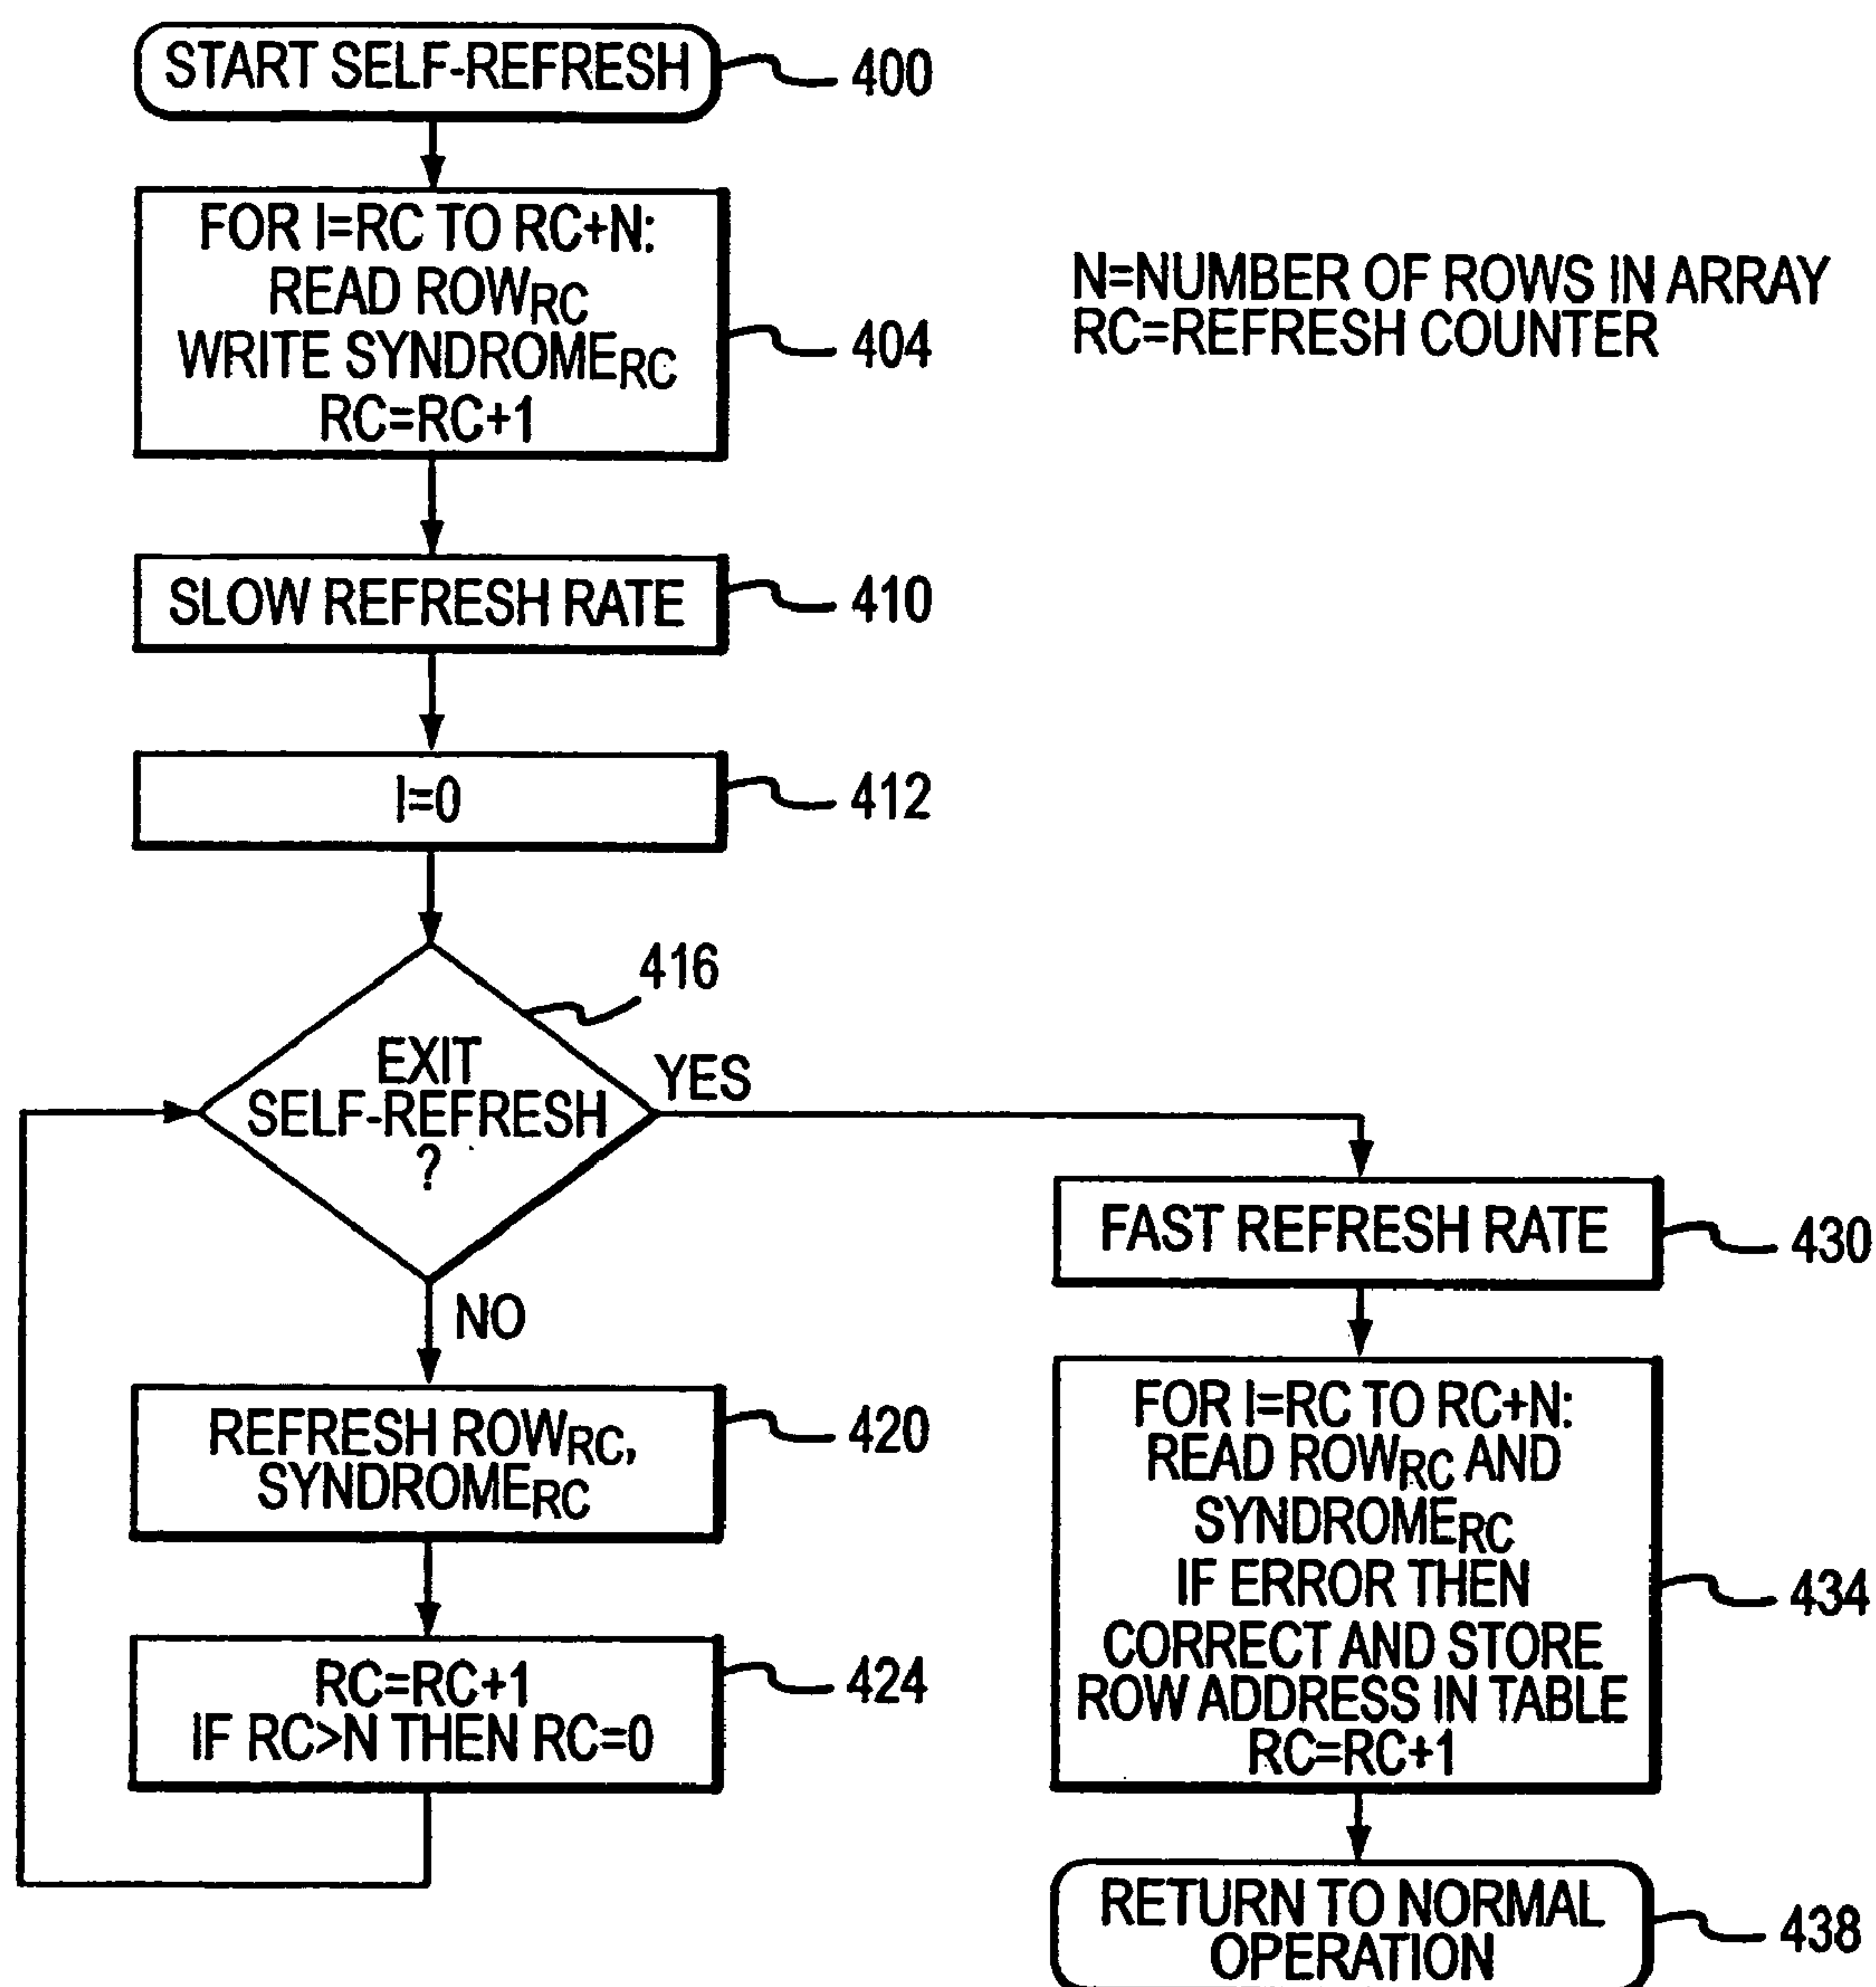 START SELF-REFRESH
400
FOR I=RC TO RC+N:
READ ROWRC
WRITE SYNDROMERC
RC=RC+1
404
N=NUMBER OF ROWS IN ARRAY
RC=REFRESH COUNTER
SLOW REFRESH RATE
410
I=0
412
416
EXIT
SELF-REFRESH
?
YES
NO
REFRESH ROWRC,
SYNDROMERC
420
RC=RC+1
IF RC>N THEN RC=0
424
FAST REFRESH RATE
430
FOR I=RC TO RC+N:
READ ROWRC AND
SYNDROMERC
IF ERROR THEN
CORRECT AND STORE
ROW ADDRESS IN TABLE
RC=RC+1
434
RETURN TO NORMAL
OPERATION
438